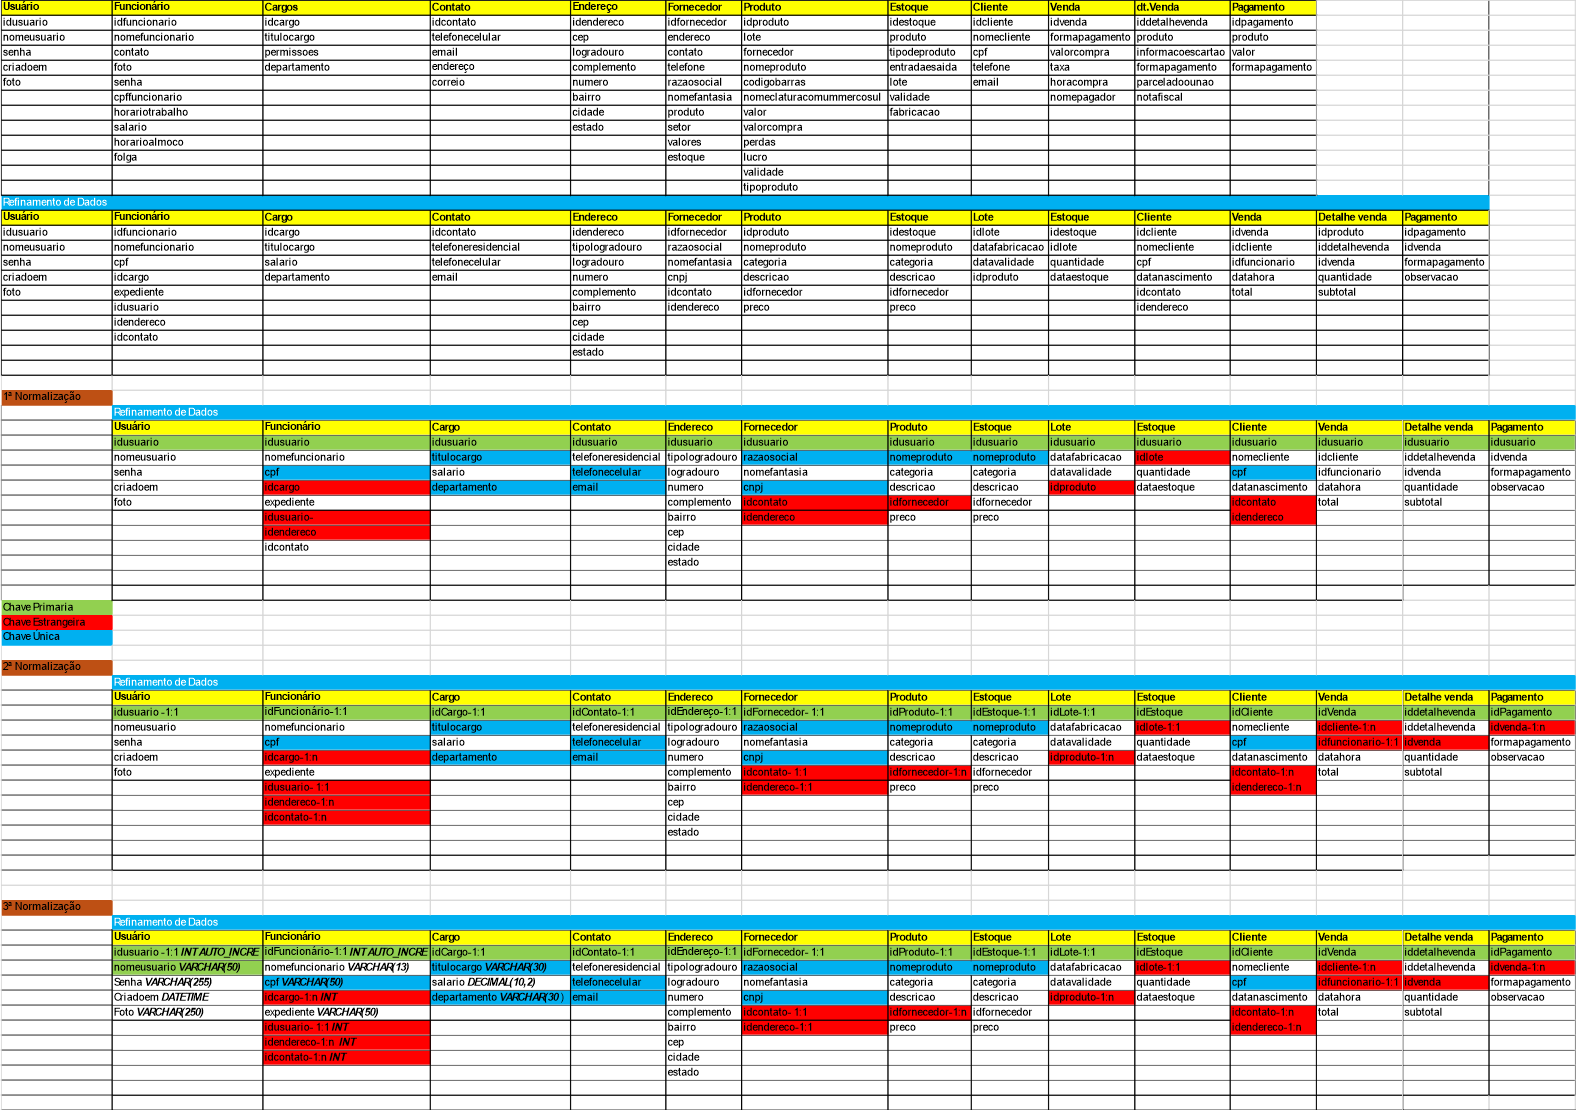 Usuário Funcionário Cargos Contato Endereço Fornecedor Produto Estoque Cliente Venda dt.Venda Pagamento
idusuario idfuncionario idcargo idcontato idendereco idfornecedor idproduto idestoque idcliente idvenda iddetalhevenda idpagamento
nomeusuario nomefuncionario titulocargo telefonecelular cep endereco lote produto nomecliente formapagamento produto produto
senha contato permissoes email logradouro contato fornecedor tipodeproduto cpf valorcompra informacoescartao valor
criadoem foto departamento endereço complemento telefone nomeproduto entradaesaida telefone taxa formapagamento formapagamento
foto senha correio numero razaosocial codigobarras lote email horacompra parceladoounao
cpffuncionario bairro nomefantasia nomeclaturacomummercosul validade nomepagador notafiscal
horariotrabalho cidade produto valor fabricacao
salario estado setor valorcompra
horarioalmoco valores perdas
folga estoque lucro
validade
tipoproduto
Refinamento de Dados
Usuário Funcionário Cargo Contato Endereco Fornecedor Produto Estoque Lote Estoque Cliente Venda Detalhe venda Pagamento
idusuario idfuncionario idcargo idcontato idendereco idfornecedor idproduto idestoque idlote idestoque idcliente idvenda idproduto idpagamento
nomeusuario nomefuncionario titulocargo telefoneresidencial tipologradouro razaosocial nomeproduto nomeproduto datafabricacao idlote nomecliente idcliente iddetalhevenda idvenda
senha cpf salario telefonecelular logradouro nomefantasia categoria categoria datavalidade quantidade cpf idfuncionario idvenda formapagamento
criadoem idcargo departamento email numero cnpj descricao descricao idproduto dataestoque datanascimento datahora quantidade observacao
foto expediente complemento idcontato idfornecedor idfornecedor idcontato total subtotal
idusuario bairro idendereco preco preco idendereco
idendereco cep
idcontato cidade
estado
1ª Normalização
Refinamento de Dados
Usuário Funcionário Cargo Contato Endereco Fornecedor Produto Estoque Lote Estoque Cliente Venda Detalhe venda Pagamento
idusuario idusuario idusuario idusuario idusuario idusuario idusuario idusuario idusuario idusuario idusuario idusuario idusuario idusuario
nomeusuario nomefuncionario titulocargo telefoneresidencial tipologradouro razaosocial nomeproduto nomeproduto datafabricacao idlote nomecliente idcliente iddetalhevenda idvenda
senha cpf salario telefonecelular logradouro nomefantasia categoria categoria datavalidade quantidade cpf idfuncionario idvenda formapagamento
criadoem idcargo departamento email numero cnpj descricao descricao idproduto dataestoque datanascimento datahora quantidade observacao
foto expediente complemento idcontato idfornecedor idfornecedor idcontato total subtotal
idusuario- bairro idendereco preco preco idendereco
idendereco cep
idcontato cidade
estado
Chave Primaria
Chave Estrangeira
Chave Única
2ª Normalização
Refinamento de Dados
Usuário Funcionário Cargo Contato Endereco Fornecedor Produto Estoque Lote Estoque Cliente Venda Detalhe venda Pagamento
idusuario -1:1 idFuncionário-1:1 idCargo-1:1 idContato-1:1 idEndereço-1:1 idFornecedor- 1:1 idProduto-1:1 idEstoque-1:1 idLote-1:1 idEstoque idCliente idVenda iddetalhevenda idPagamento
nomeusuario nomefuncionario titulocargo telefoneresidencial tipologradouro razaosocial nomeproduto nomeproduto datafabricacao idlote-1:1 nomecliente idcliente-1:n iddetalhevenda idvenda-1:n
senha cpf salario telefonecelular logradouro nomefantasia categoria categoria datavalidade quantidade cpf idfuncionario-1:1 idvenda formapagamento
criadoem idcargo-1:n departamento email numero cnpj descricao descricao idproduto-1:n dataestoque datanascimento datahora quantidade observacao
foto expediente complemento idcontato- 1:1 idfornecedor-1:n idfornecedor idcontato-1:n total subtotal
idusuario- 1:1 bairro idendereco-1:1 preco preco idendereco-1:n
idendereco-1:n cep
idcontato-1:n cidade
estado
3ª Normalização
Refinamento de Dados
Usuário Funcionário Cargo Contato Endereco Fornecedor Produto Estoque Lote Estoque Cliente Venda Detalhe venda Pagamento
idusuario -1:1 INT AUTO_INCRE idFuncionário-1:1 INT AUTO_INCRE idCargo-1:1 idContato-1:1 idEndereço-1:1 idFornecedor- 1:1 idProduto-1:1 idEstoque-1:1 idLote-1:1 idEstoque idCliente idVenda iddetalhevenda idPagamento
nomeusuario VARCHAR(50) nomefuncionario VARCHAR(13) titulocargo VARCHAR(30) telefoneresidencial tipologradouro razaosocial nomeproduto nomeproduto datafabricacao idlote-1:1 nomecliente idcliente-1:n iddetalhevenda idvenda-1:n
Senha VARCHAR(255) cpf VARCHAR(50) salario DECIMAL(10,2) telefonecelular logradouro nomefantasia categoria categoria datavalidade quantidade cpf idfuncionario-1:1 idvenda formapagamento
Criadoem DATETIME idcargo-1:n INT departamento VARCHAR(30 ) email numero cnpj descricao descricao idproduto-1:n dataestoque datanascimento datahora quantidade observacao
Foto VARCHAR(250) expediente VARCHAR(50) complemento idcontato- 1:1 idfornecedor-1:n idfornecedor idcontato-1:n total subtotal
idusuario- 1:1 INT bairro idendereco-1:1 preco preco idendereco-1:n
idendereco-1:n INT cep
idcontato-1:n INT cidade
estado